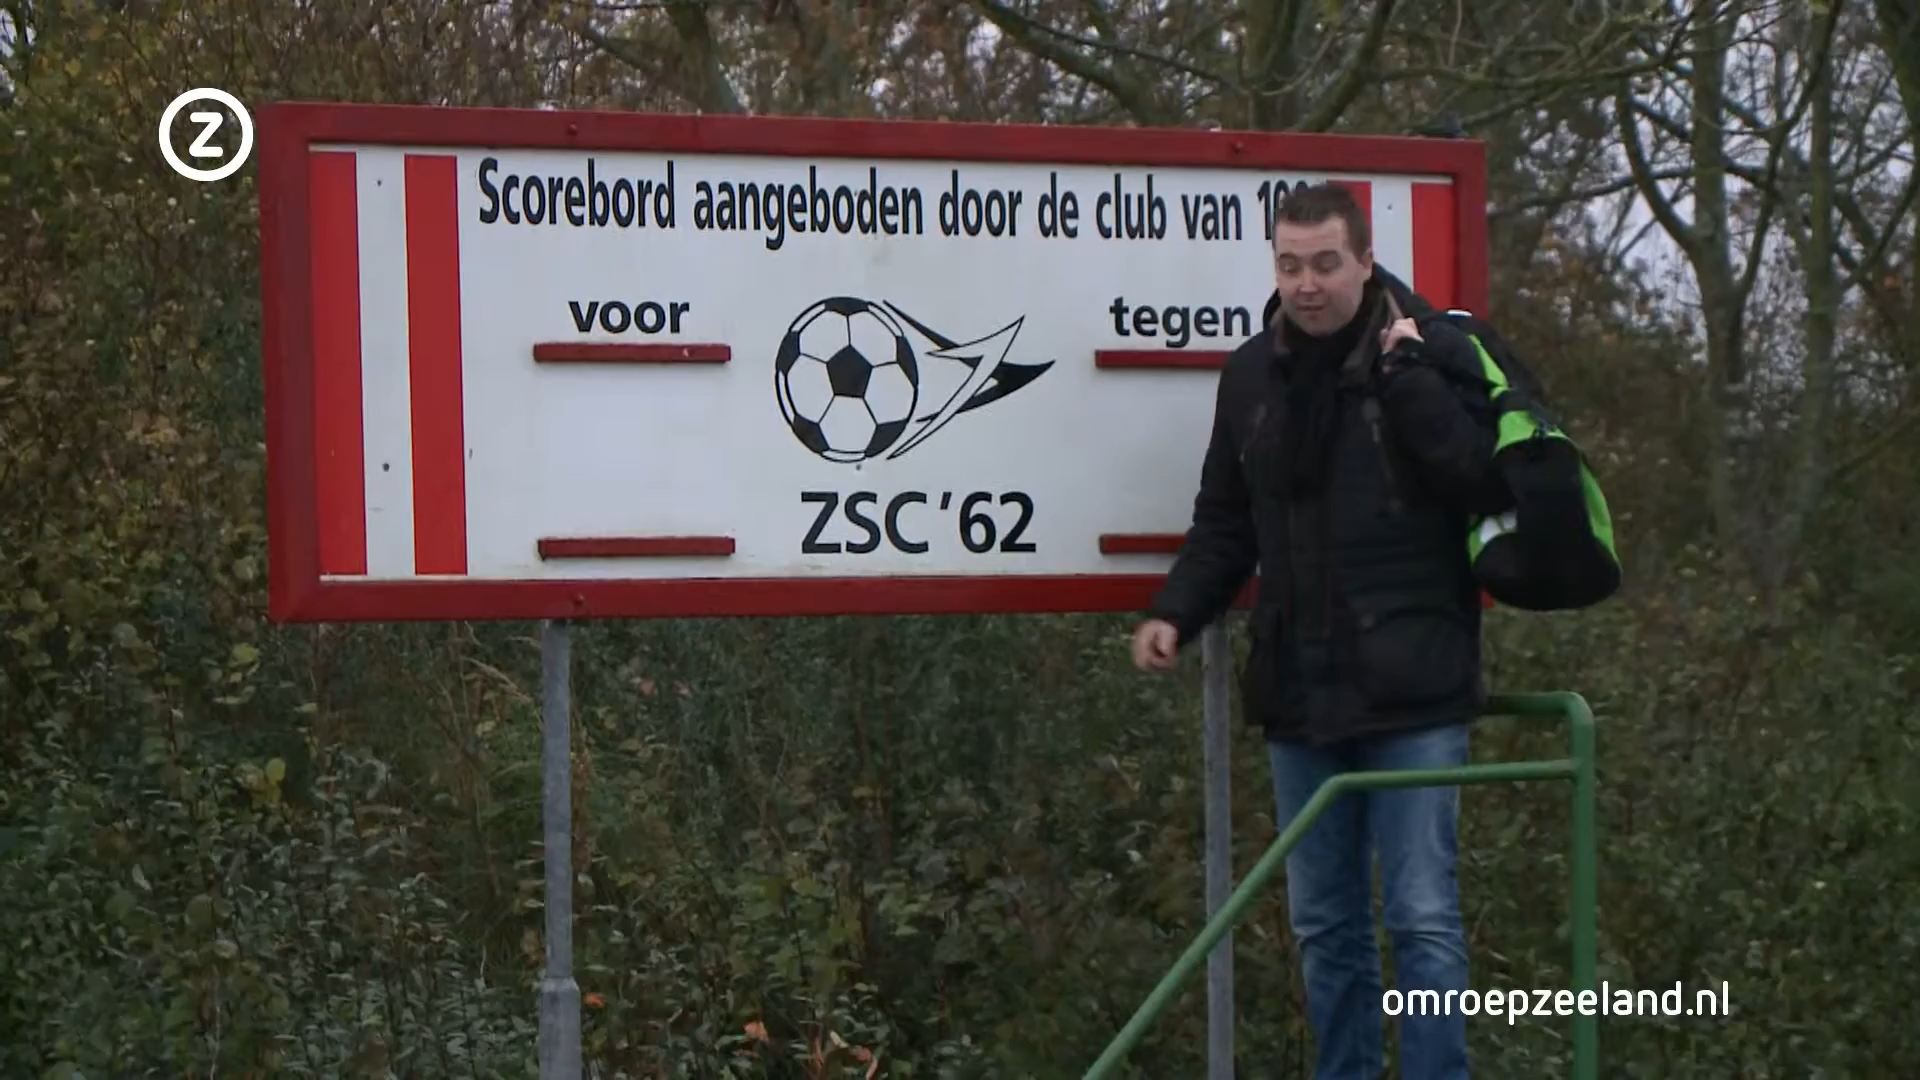 Z
Scorebord aangeboden door de club van
voor
tegen
ZSC'62
omroepzeeland.nl